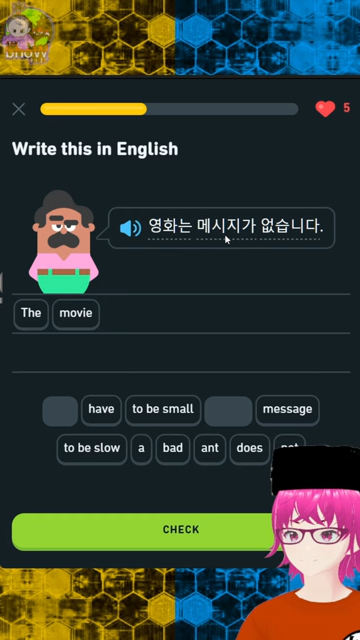 5
Write this in English
영화는 메시지가 없습니다.
The movie
have to be small message
to be slow a bad ant does not
CHECK